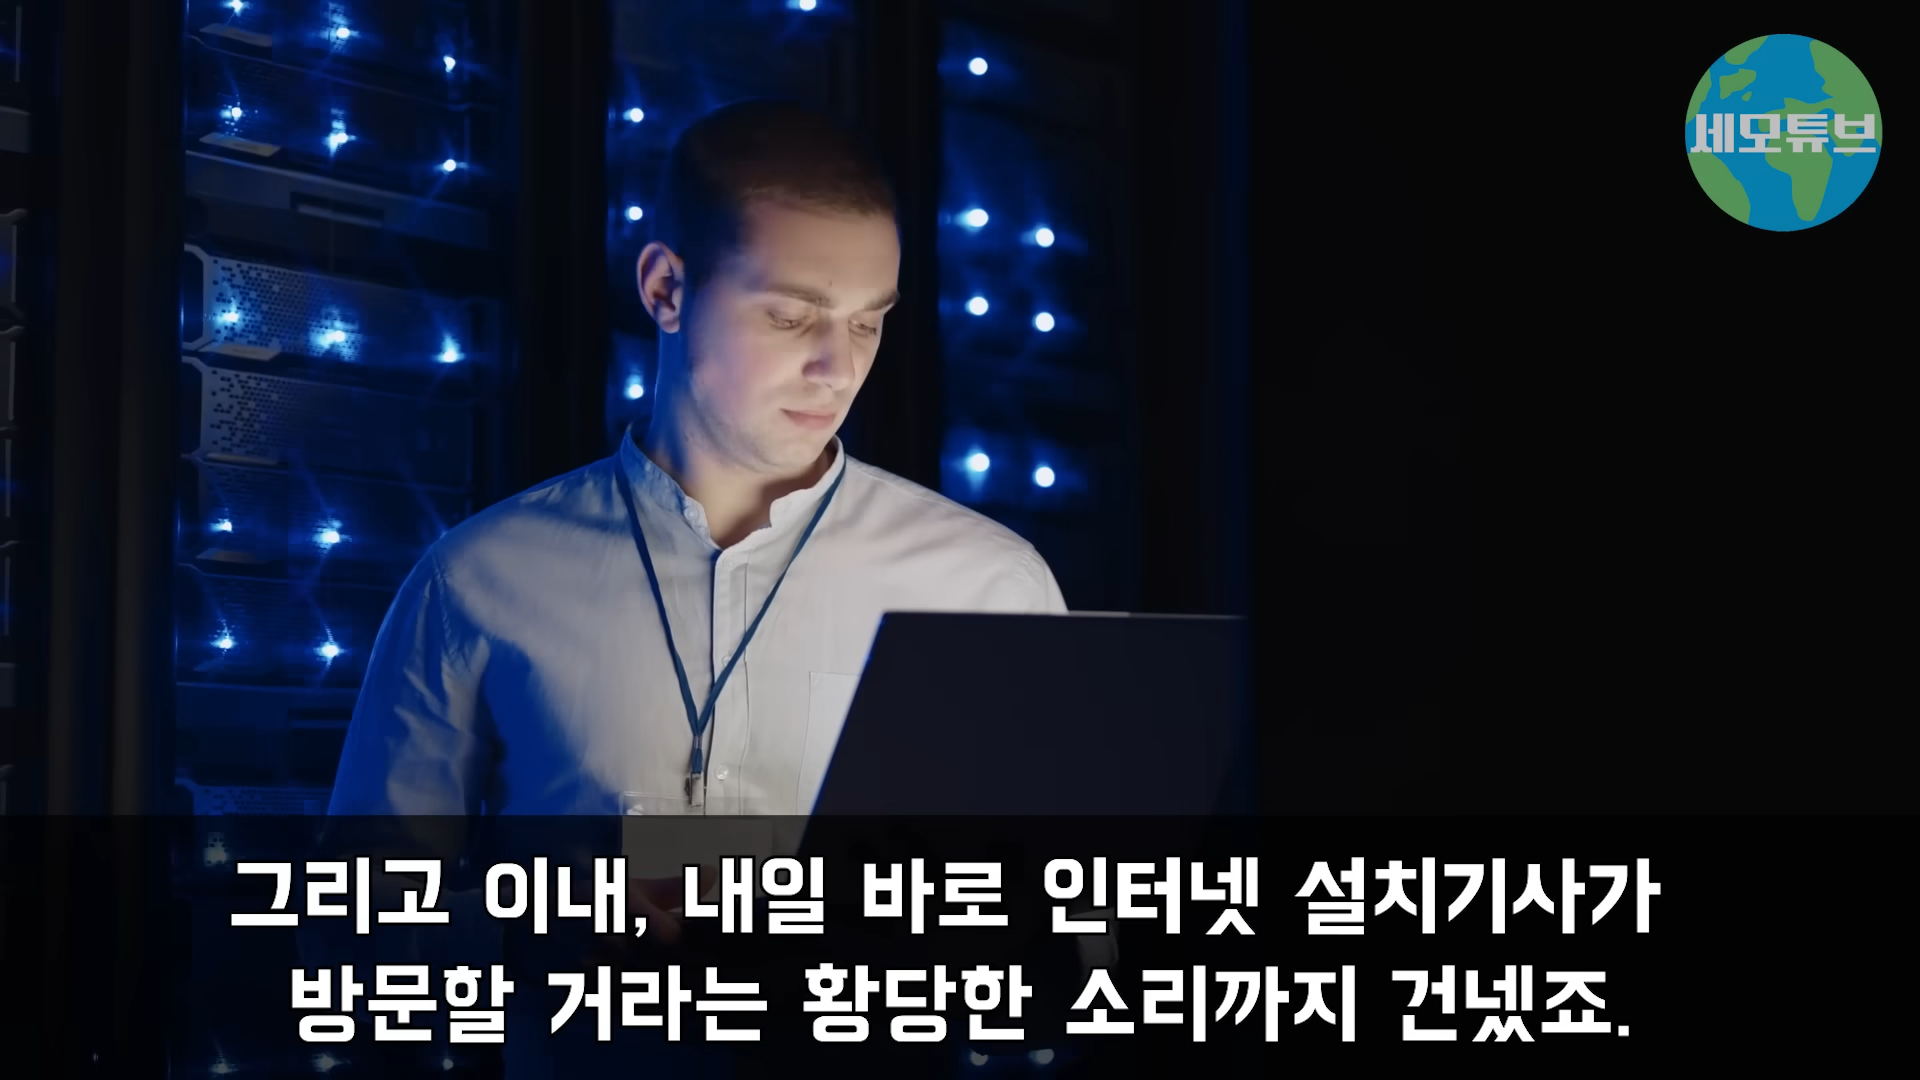 세모튜브
그리고 이내, 내일 바로 인터넷 설치기사가
방문할 거라는 황당한 소리까지 건넸죠.